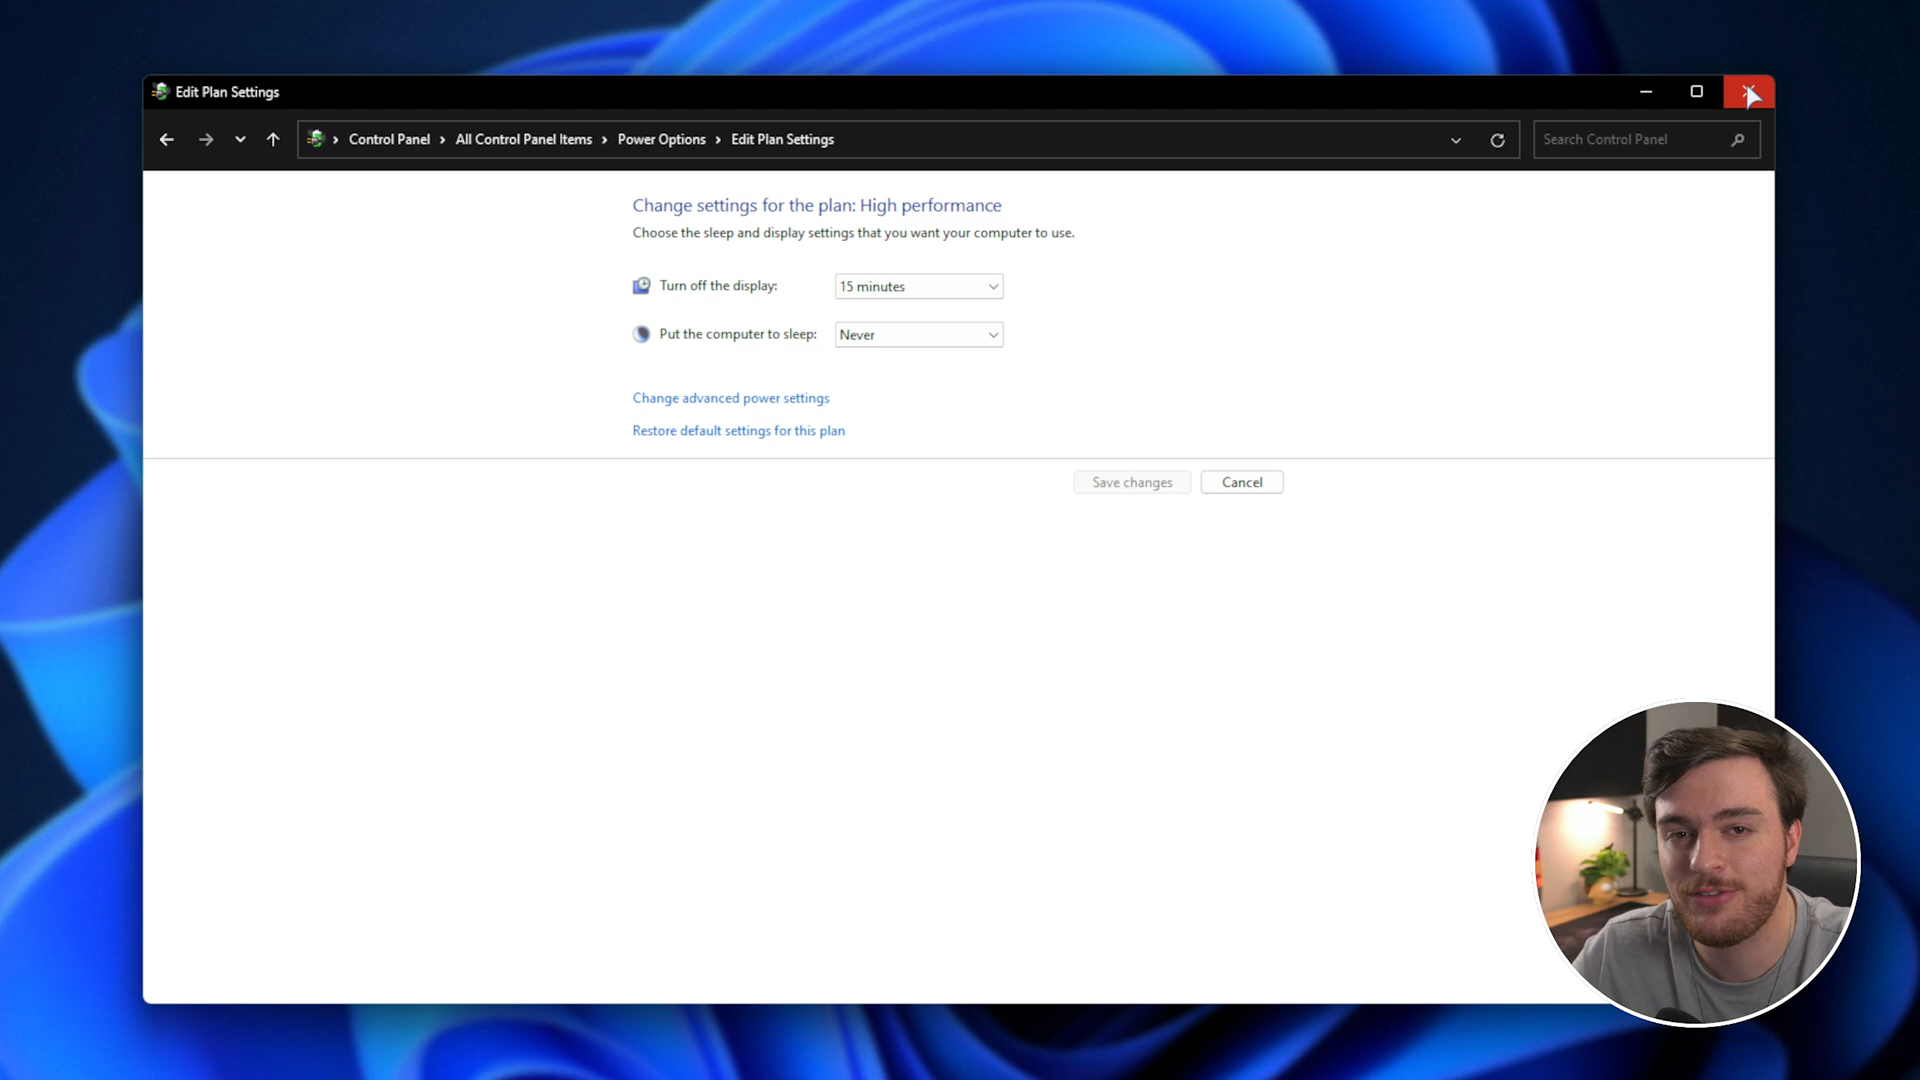 Edit Plan Settings
Control Panel › All Control Panel Items › Power Options › Edit Plan Settings
Search Control Panel
Change settings for the plan: High performance
Choose the sleep and display settings that you want your computer to use.
Turn off the display: 15 minutes
Put the computer to sleep: Never
Change advanced power settings
Restore default settings for this plan
Save changes Cancel